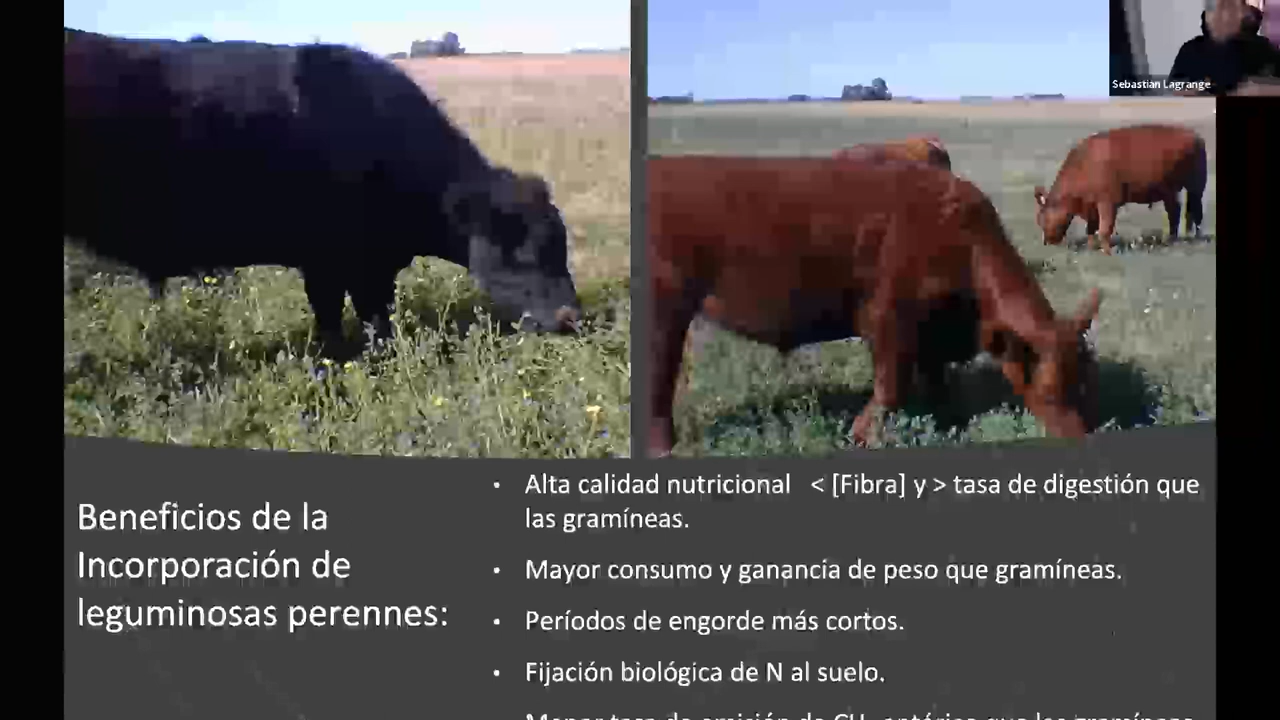 Sebastian Lagrange
Beneficios de la
Incorporación de
leguminosas perennes:
• Alta calidad nutricional < [Fibra] y > tasa de digestión que
las gramíneas.
• Mayor consumo y ganancia de peso que gramíneas.
• Períodos de engorde más cortos.
• Fijación biológica de N al suelo.